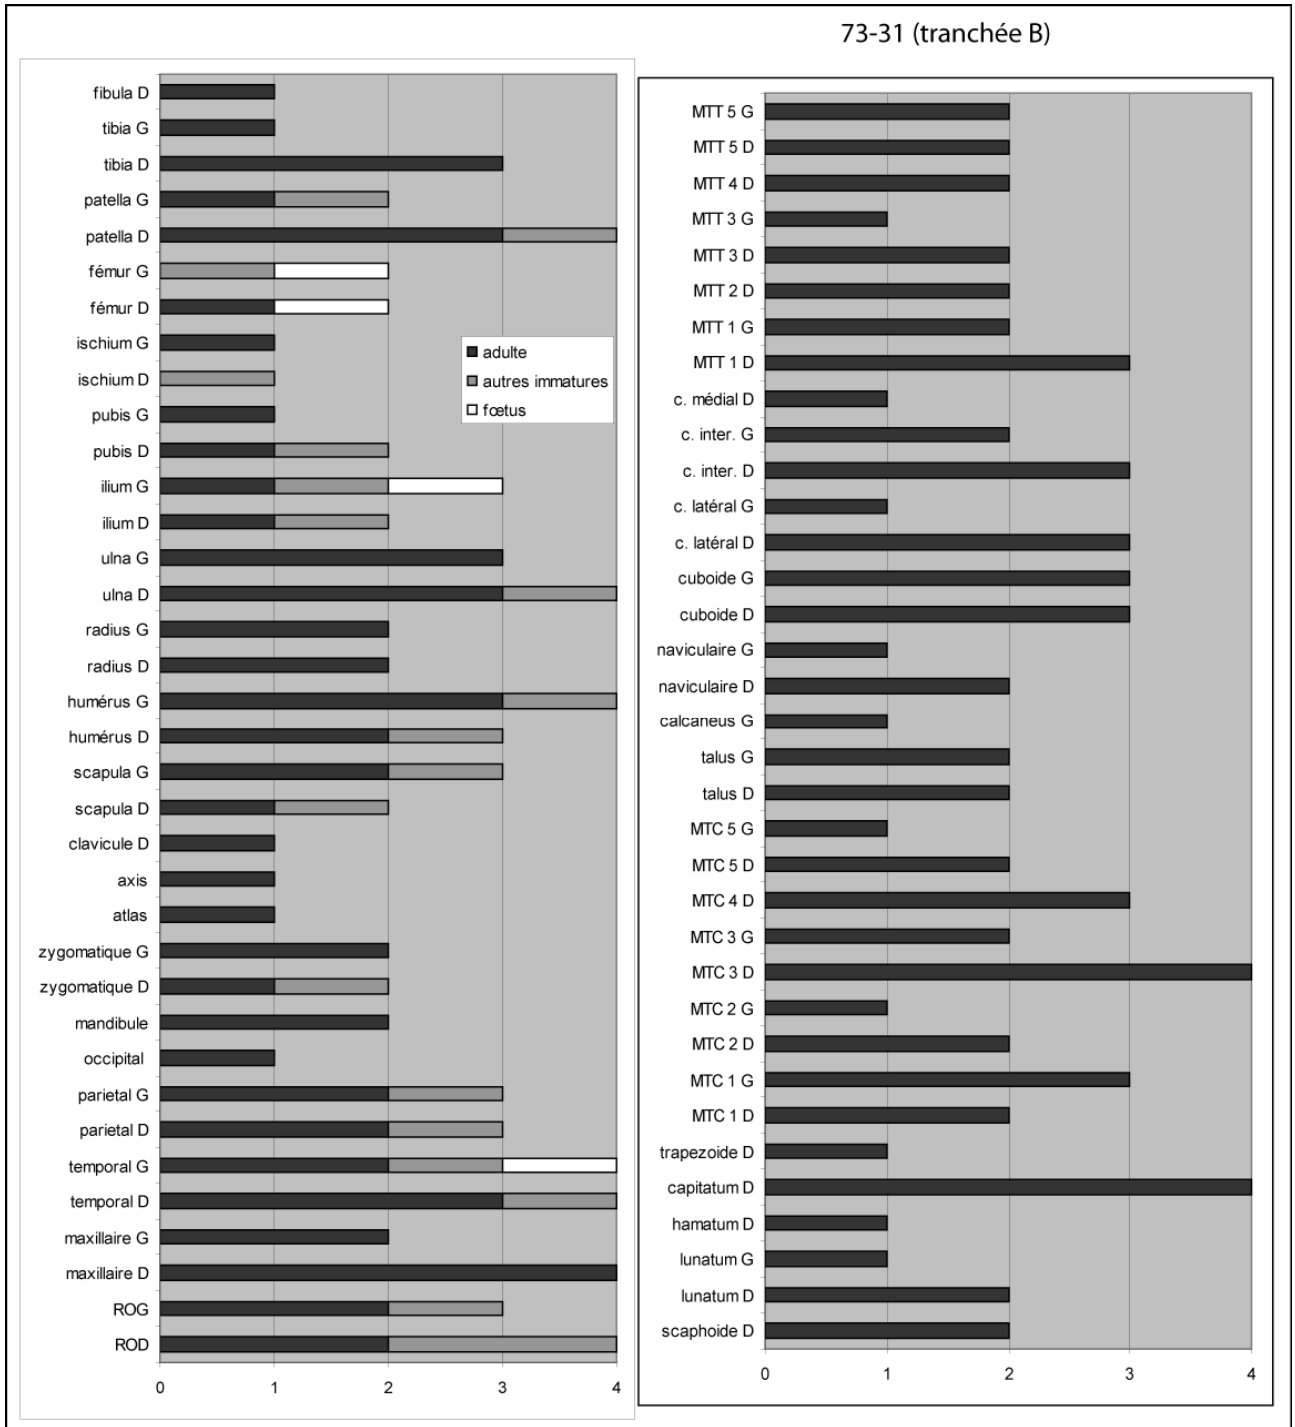 73-31 (tranchée B)
fibula D
tibia G
tibia D
patella G
patella D
fémur G
fémur D
ischium G
ischium D
pubis G
pubis D
ilium G
ilium D
ulna G
ulna D
radius G
radius D
humérus G
humérus D
scapula G
scapula D
clavicule D
axis
atlas
zygomatique G
zygomatique D
mandibule
occipital
parietal G
parietal D
temporal G
temporal D
maxillaire G
maxillaire D
ROG
ROD
0 1 2 3 4
adulte
autres immatures
fœtus
MTT 5 G
MTT 5 D
MTT 4 D
MTT 3 G
MTT 3 D
MTT 2 D
MTT 1 G
MTT 1 D
c. médial D
c. inter. G
c. inter. D
c. latéral G
c. latéral D
cuboide G
cuboide D
naviculaire G
naviculaire D
calcaneus G
talus G
talus D
MTC 5 G
MTC 5 D
MTC 4 D
MTC 3 G
MTC 3 D
MTC 2 G
MTC 2 D
MTC 1 G
MTC 1 D
trapezoide D
capitatum D
hamatum D
lunatum G
lunatum D
scaphoide D
0 1 2 3 4